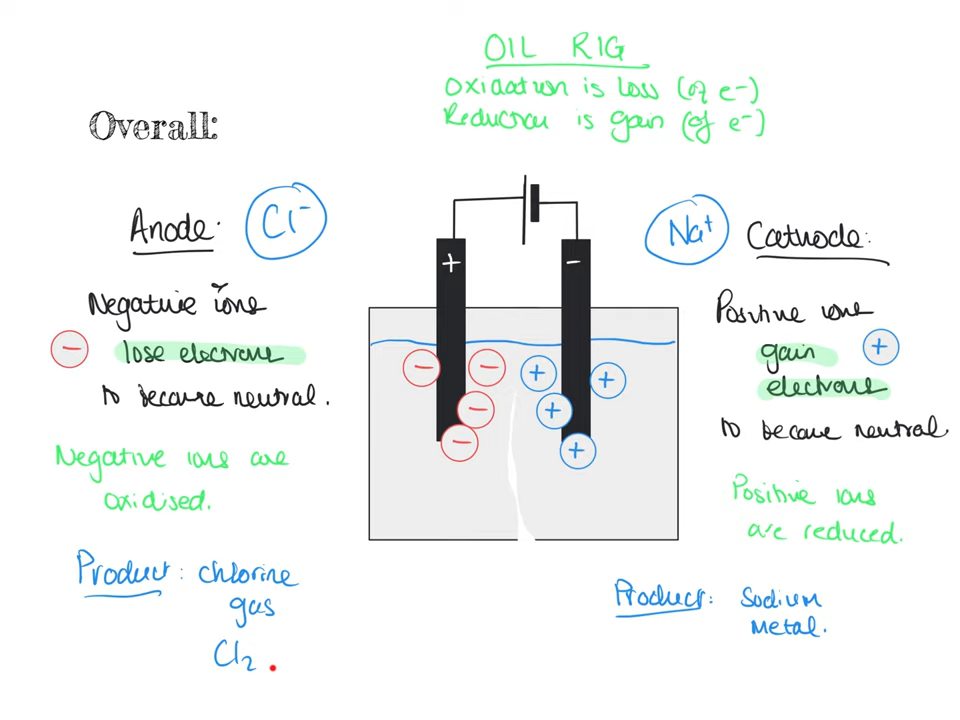 OIL RIG
Oxidation is loss (of e-)
Reduction is gain (of e-)
Overall:
Anode:
Cl⁻
Negative ions
−
lose electrons
to become neutral.
Negative ions are
oxidised.
Product: chlorine
gas
Cl₂
+
−
−
−
−
−
+
+
+
+
Na⁺
Cathode:
Positive ions
gain
+
electrons
to become neutral.
Positive ions
are reduced.
Product: Sodium
Metal.